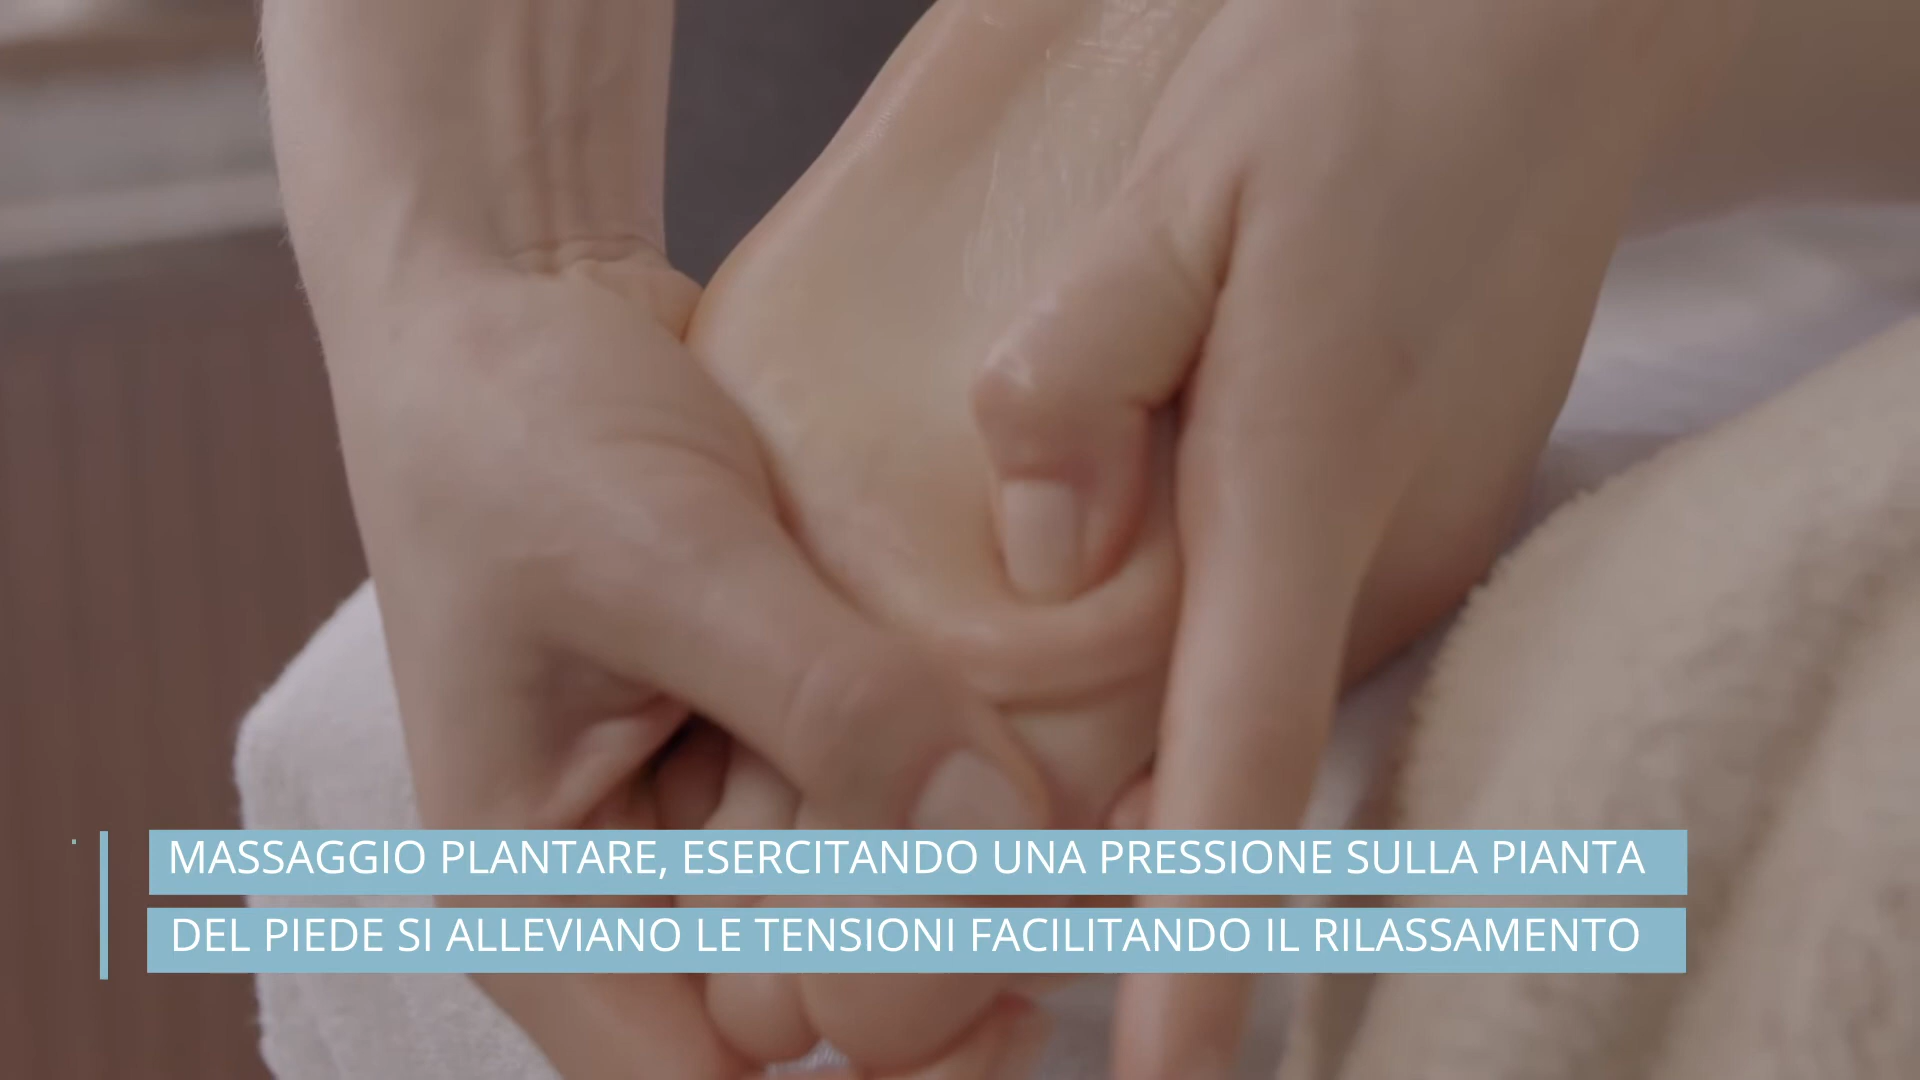 MASSAGGIO PLANTARE, ESERCITANDO UNA PRESSIONE SULLA PIANTA
DEL PIEDE SI ALLEVIANO LE TENSIONI FACILITANDO IL RILASSAMENTO